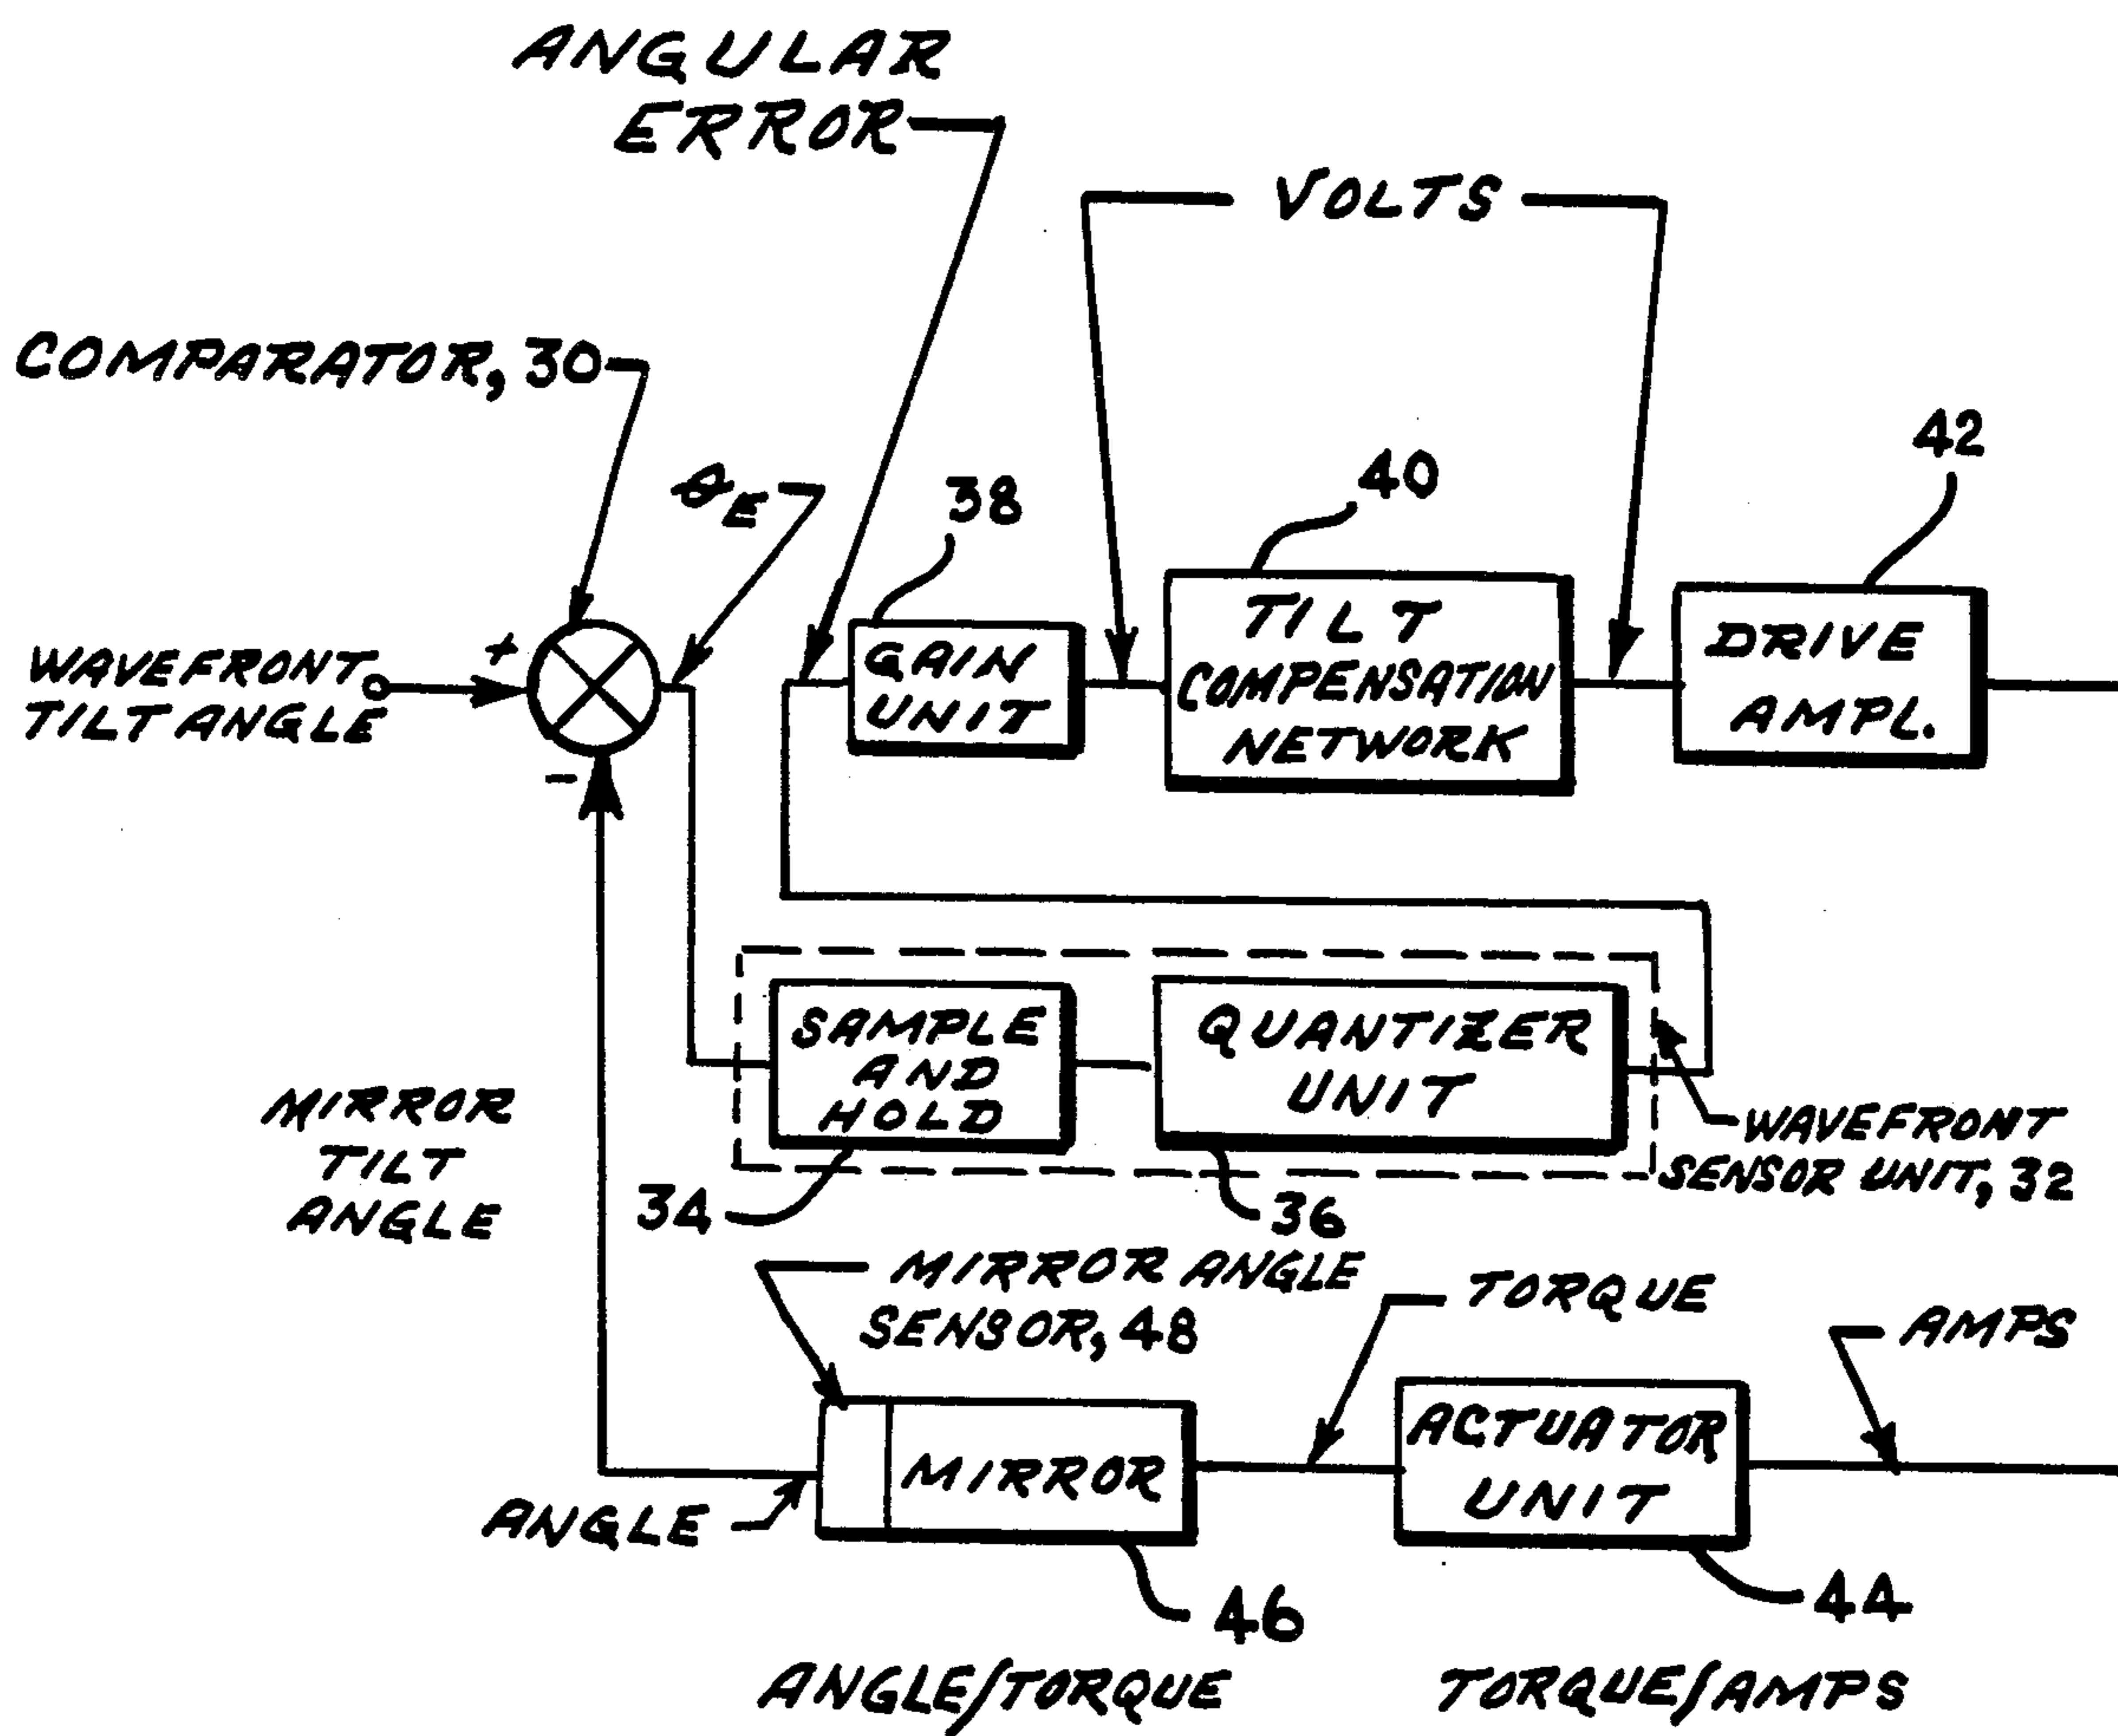 ANGULAR
ERROR
VOLTS
COMPARATOR, 30
θE
38
40
42
+
WAVEFRONT
TILT ANGLE
-
GAIN
UNIT
TILT
COMPENSATION
NETWORK
DRIVE
AMPL.
SAMPLE
AND
HOLD
QUANTIZER
UNIT
MIRROR
TILT
ANGLE
WAVEFRONT
SENSOR UNIT, 32
34
36
MIRROR ANGLE
SENSOR, 48
TORQUE
AMPS
MIRROR
ACTUATOR
UNIT
ANGLE
46
44
ANGLE/TORQUE
TORQUE/AMPS